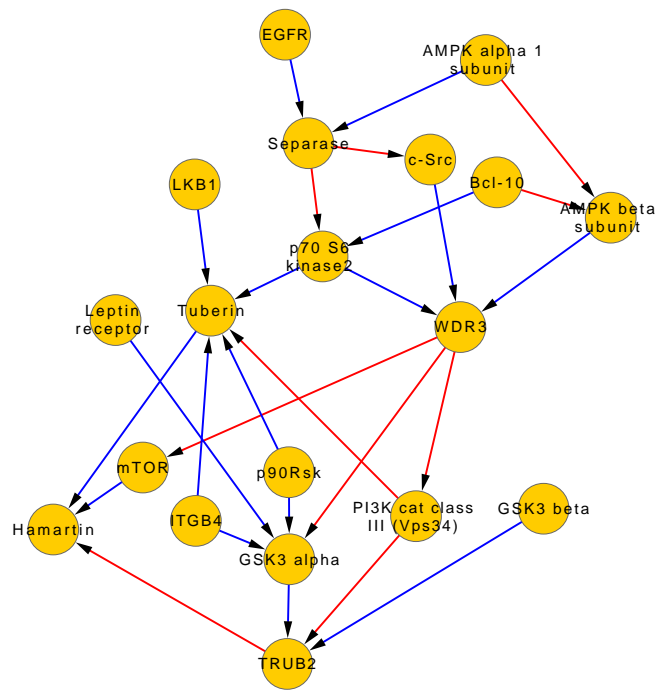 EGFR
AMPK alpha 1
subunit
Separase
c-Src
LKB1
Bcl-10
AMPK beta
subunit
p70 S6
kinase2
Leptin
receptor
Tuberin
WDR3
mTOR
p90Rsk
ITGB4
PI3K cat class
III (Vps34)
GSK3 beta
Hamartin
GSK3 alpha
TRUB2